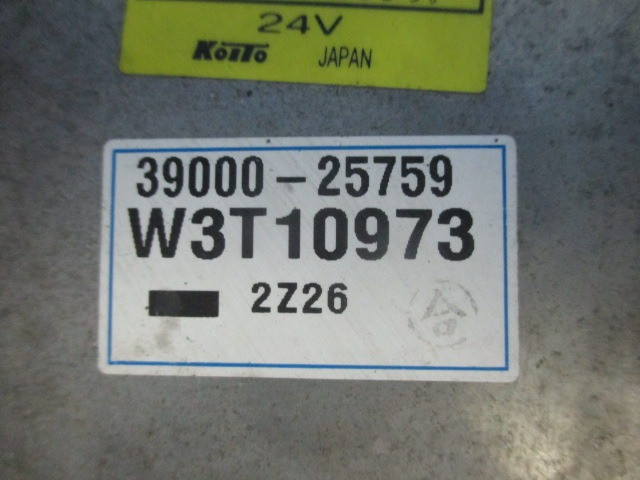 24V
KOITO JAPAN
39000-25759
W3T10973
2Z26
合